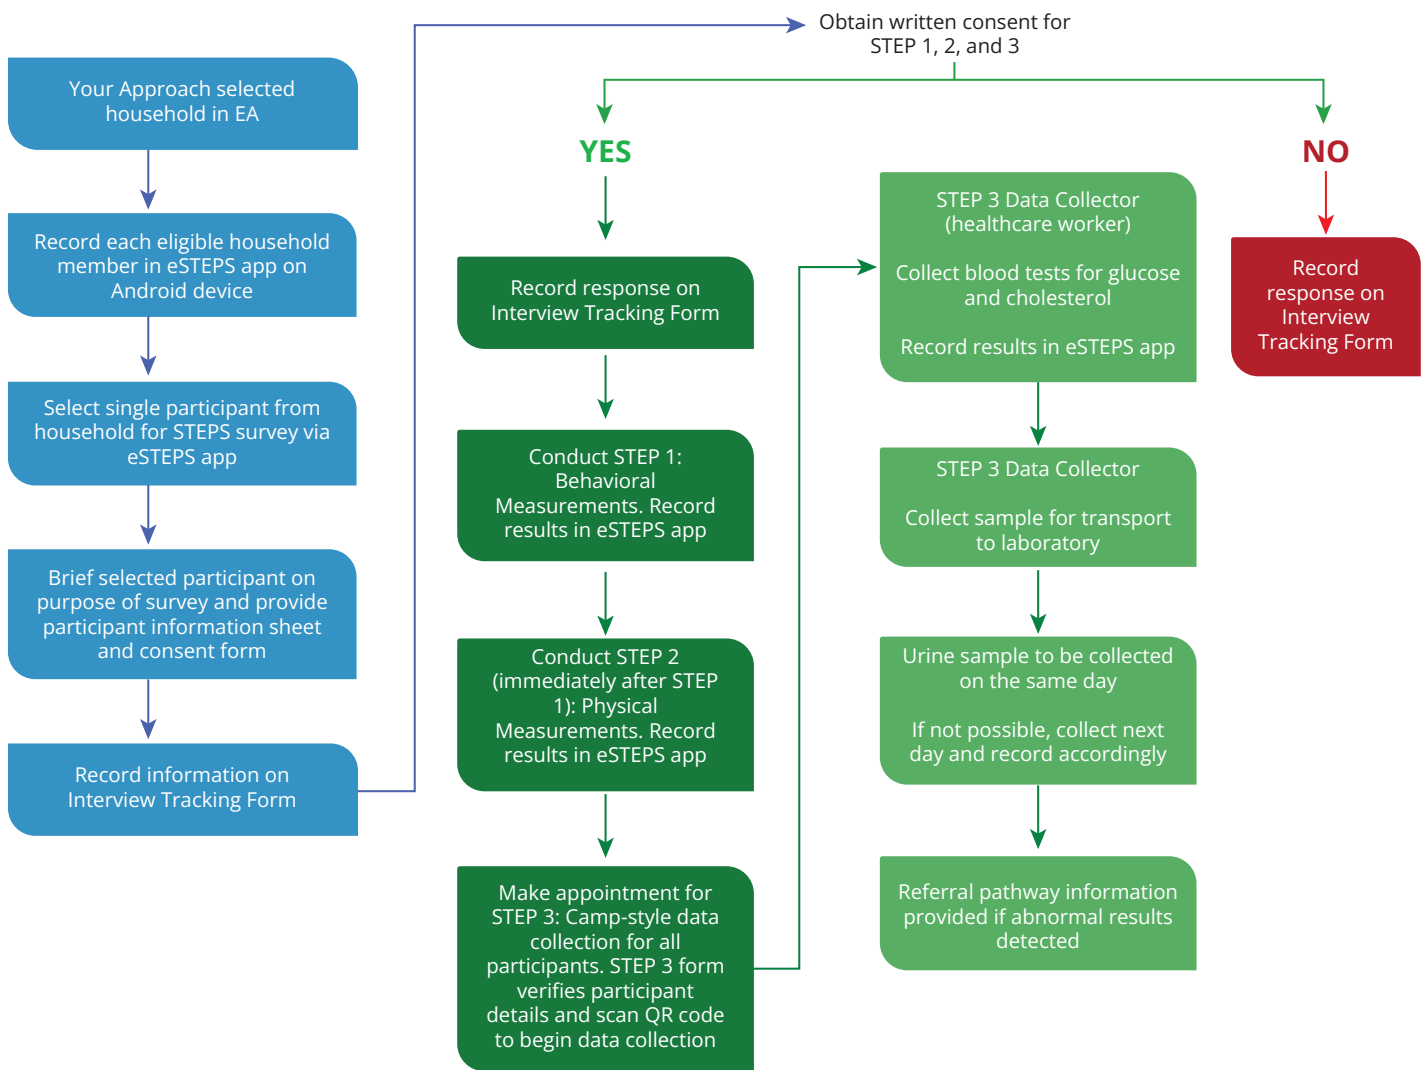 Your Approach selected
household in EA
Record each eligible household
member in eSTEPS app on
Android device
Select single participant from
household for STEPS survey via
eSTEPS app
Brief selected participant on
purpose of survey and provide
participant information sheet
and consent form
Record information on
Interview Tracking Form
Obtain written consent for
STEP 1, 2, and 3
YES
Record response on
Interview Tracking Form
Conduct STEP 1:
Behavioral
Measurements. Record
results in eSTEPS app
Conduct STEP 2
(immediately after STEP
1): Physical
Measurements. Record
results in eSTEPS app
Make appointment for
STEP 3: Camp-style data
collection for all
participants. STEP 3 form
verifies participant
details and scan QR code
to begin data collection
STEP 3 Data Collector
(healthcare worker)
Collect blood tests for glucose
and cholesterol
Record results in eSTEPS app
STEP 3 Data Collector
Collect sample for transport
to laboratory
Urine sample to be collected
on the same day
If not possible, collect next
day and record accordingly
Referral pathway information
provided if abnormal results
detected
NO
Record
response on
Interview
Tracking Form